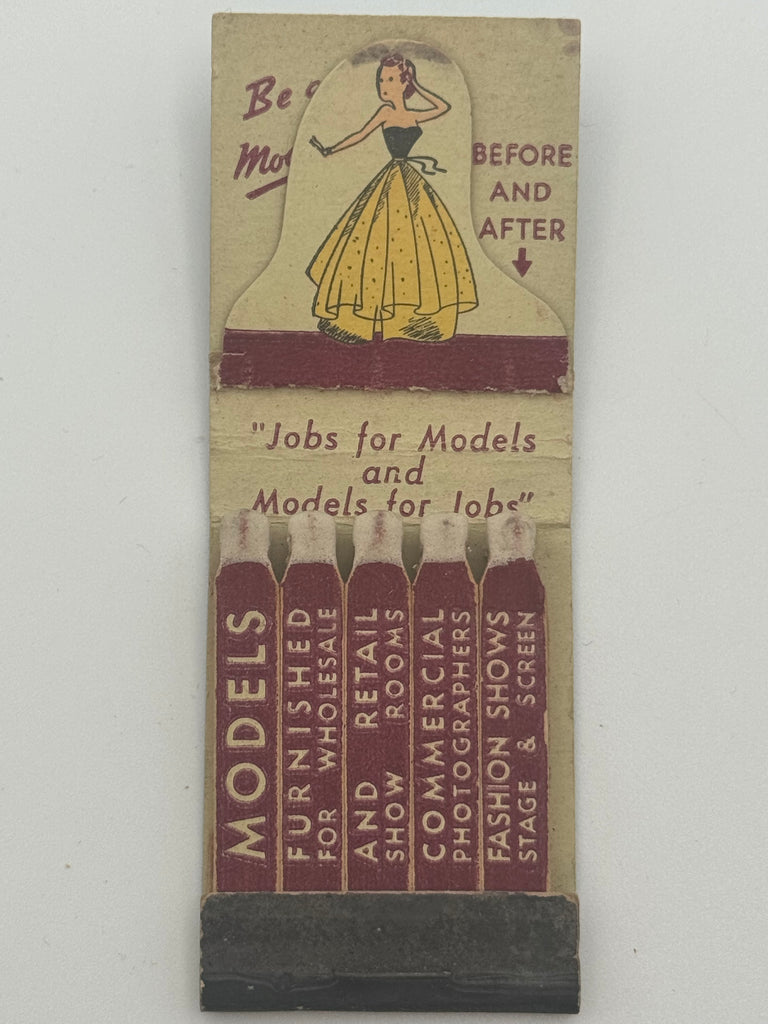 Be
BEFORE
AND
AFTER
"Jobs for Models
and
Models for Jobs"
MODELS
FURNISHED
FOR WHOLESALE
AND RETAIL
SHOW ROOMS
COMMERCIAL
PHOTOGRAPHERS
FASHION SHOWS
STAGE & SCREEN